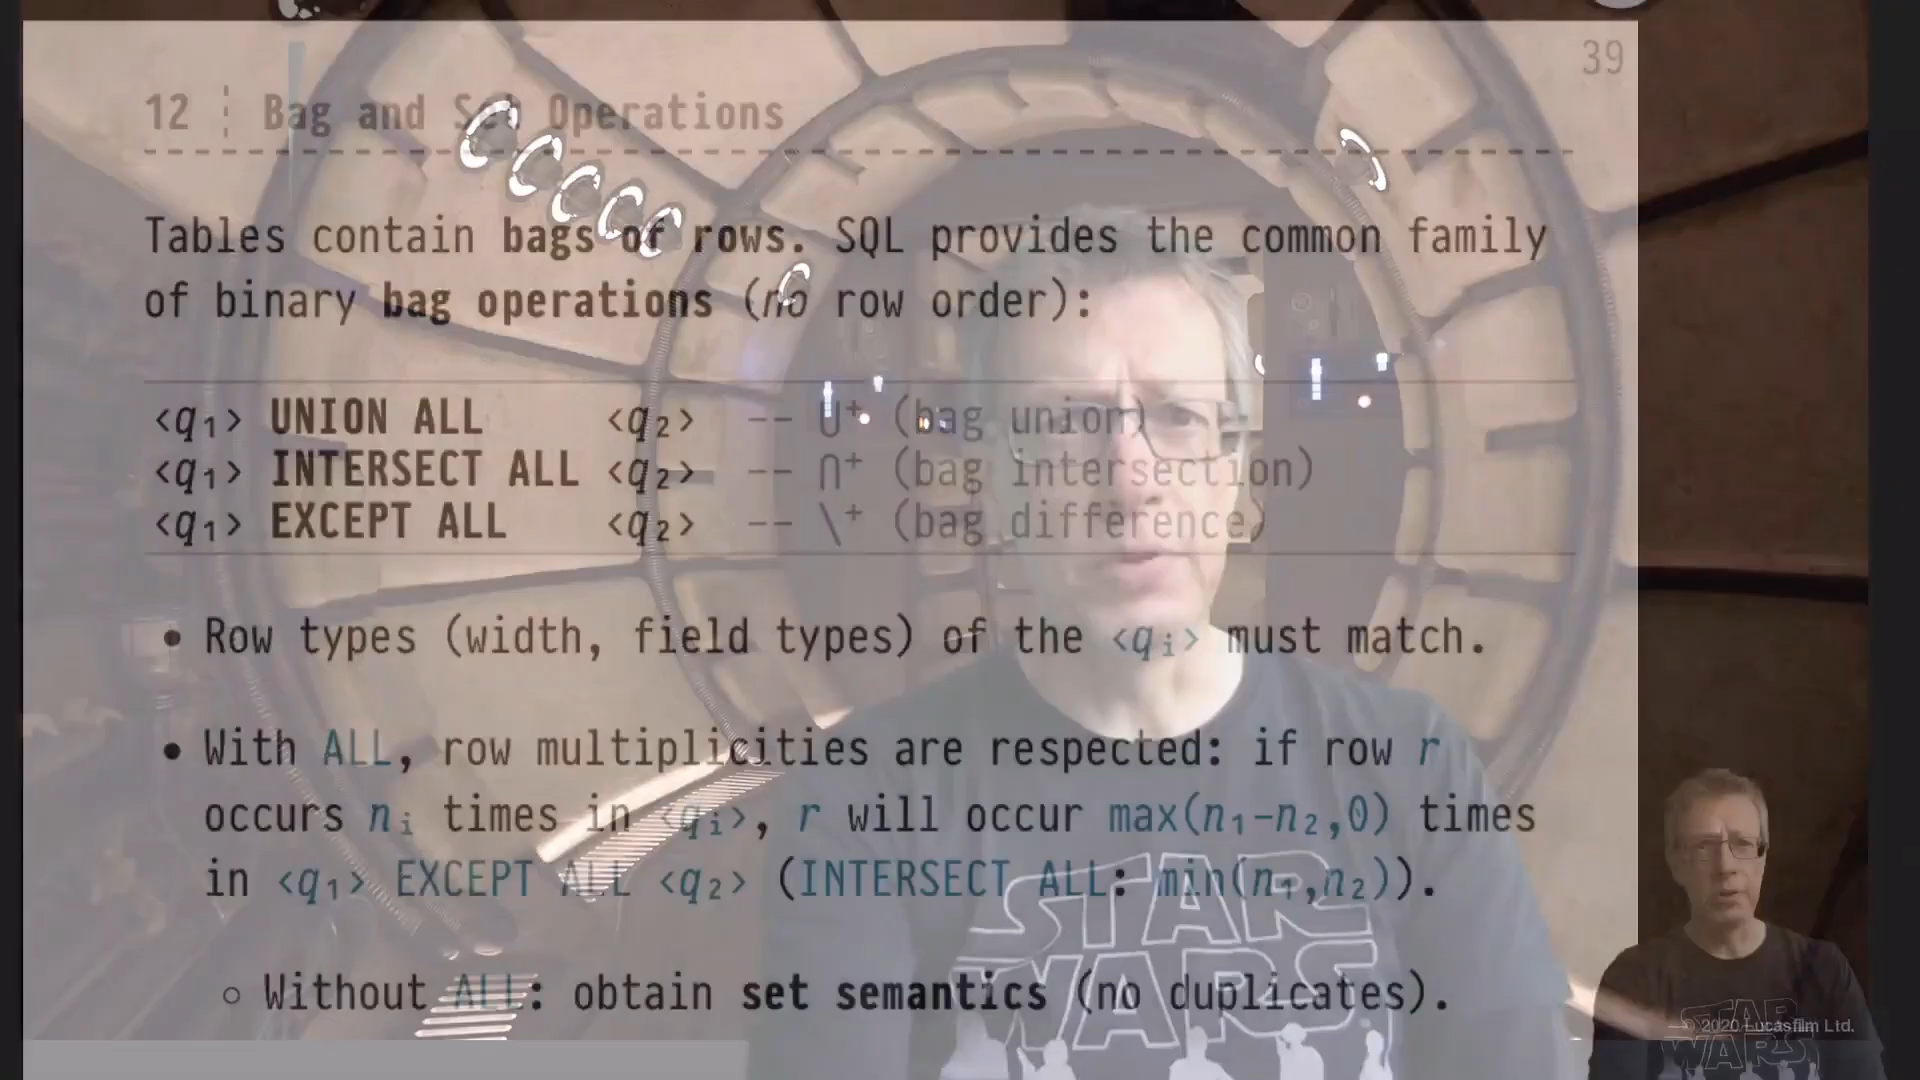 39
12 ┆ Bag and Set Operations
Tables contain bags of rows. SQL provides the common family
of binary bag operations (no row order):
<q₁> UNION ALL <q₂> -- ∪⁺ (bag union)
<q₁> INTERSECT ALL <q₂> -- ∩⁺ (bag intersection)
<q₁> EXCEPT ALL <q₂> -- \⁺ (bag difference)
• Row types (width, field types) of the <qᵢ> must match.
• With ALL, row multiplicities are respected: if row r
occurs nᵢ times in <qᵢ>, r will occur max(n₁-n₂,0) times
in <q₁> EXCEPT ALL <q₂> (INTERSECT ALL: min(n₁,n₂)).
○ Without ALL: obtain set semantics (no duplicates).
STAR
WARS
2020 Lucasfilm Ltd.
STAR
WARS